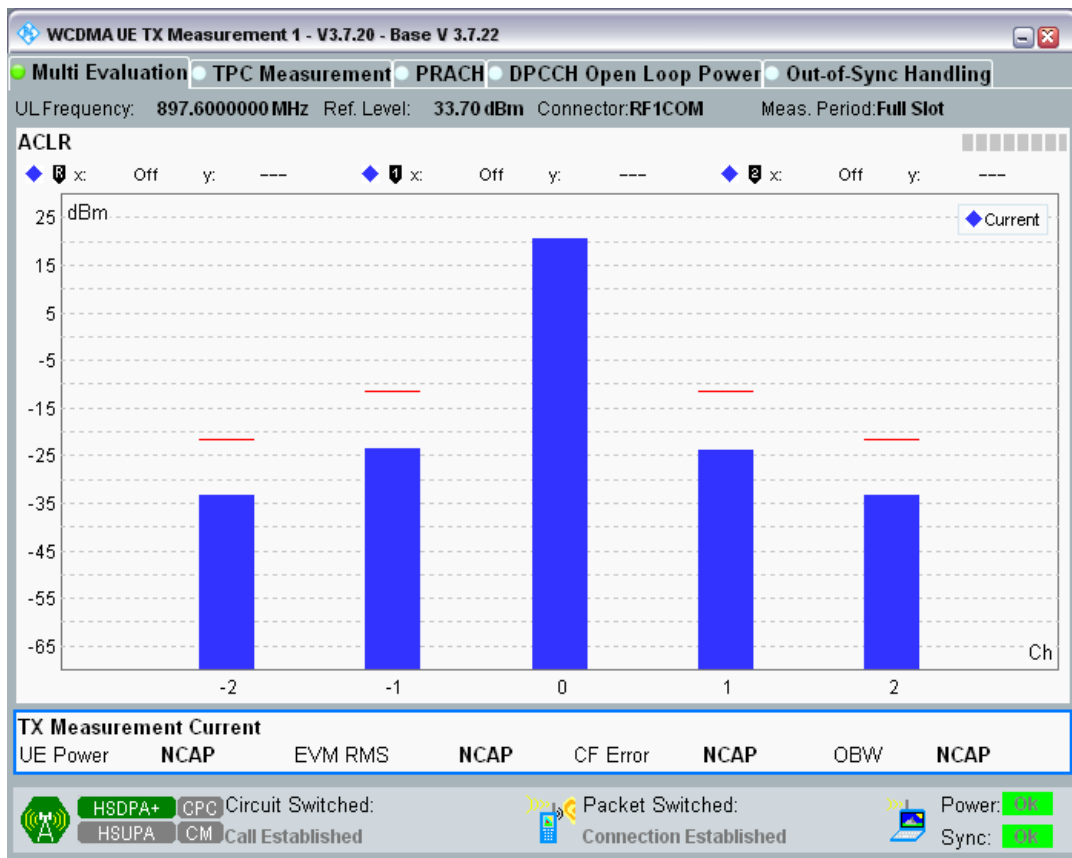 WCDMA UE TX Measurement 1 - V3.7.20 - Base V 3.7.22
Multi Evaluation TPC Measurement PRACH DPCCH Open Loop Power Out-of-Sync Handling
UL Frequency: 897.6000000 MHz Ref. Level: 33.70 dBm Connector: RF1COM Meas. Period: Full Slot
ACLR
R x: Off y: --- 1 x: Off y: --- 2 x: Off y: ---
dBm
Current
25
15
5
-5
-15
-25
-35
-45
-55
-65
Ch
-2 -1 0 1 2
TX Measurement Current
UE Power NCAP EVM RMS NCAP CF Error NCAP OBW NCAP
HSDPA+ CPC Circuit Switched: Packet Switched: Power: Ok
HSUPA CM Call Established Connection Established Sync: Ok